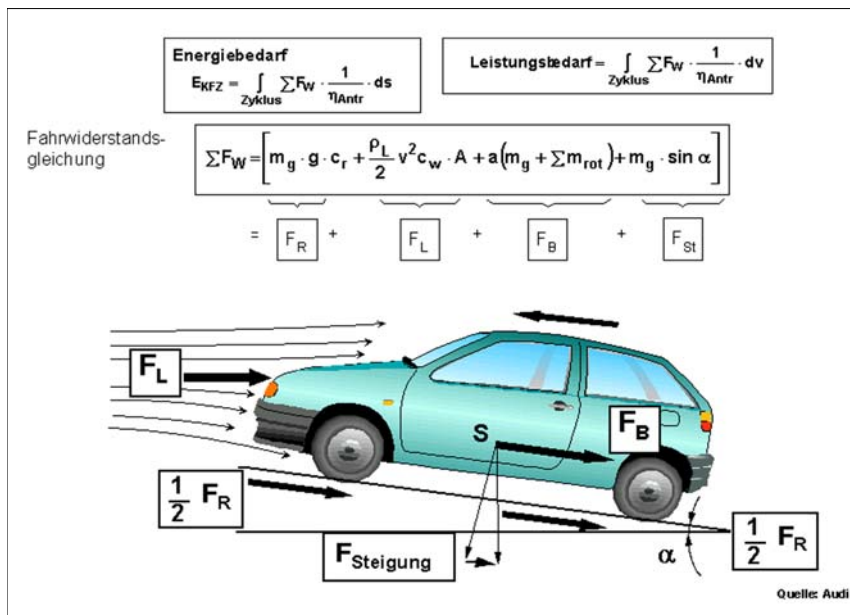 Energiebedarf
E_KFZ = ∫_Zyklus ∑F_W · 1/η_Antr · ds
Leistungsbedarf = ∫_Zyklus ∑F_W · 1/η_Antr · dv
Fahrwiderstands-
gleichung
∑F_W = [m_g · g · c_r + ρ_L/2 v² c_w · A + a(m_g + ∑m_rot) + m_g · sin α]
= F_R + F_L + F_B + F_St
F_L
S
F_B
1/2 F_R
1/2 F_R
F_Steigung
α
Quelle: Audi